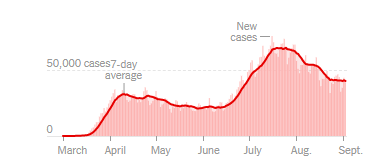 New
cases
50,000 cases
7-day
average
0
March April May June July Aug. Sept.